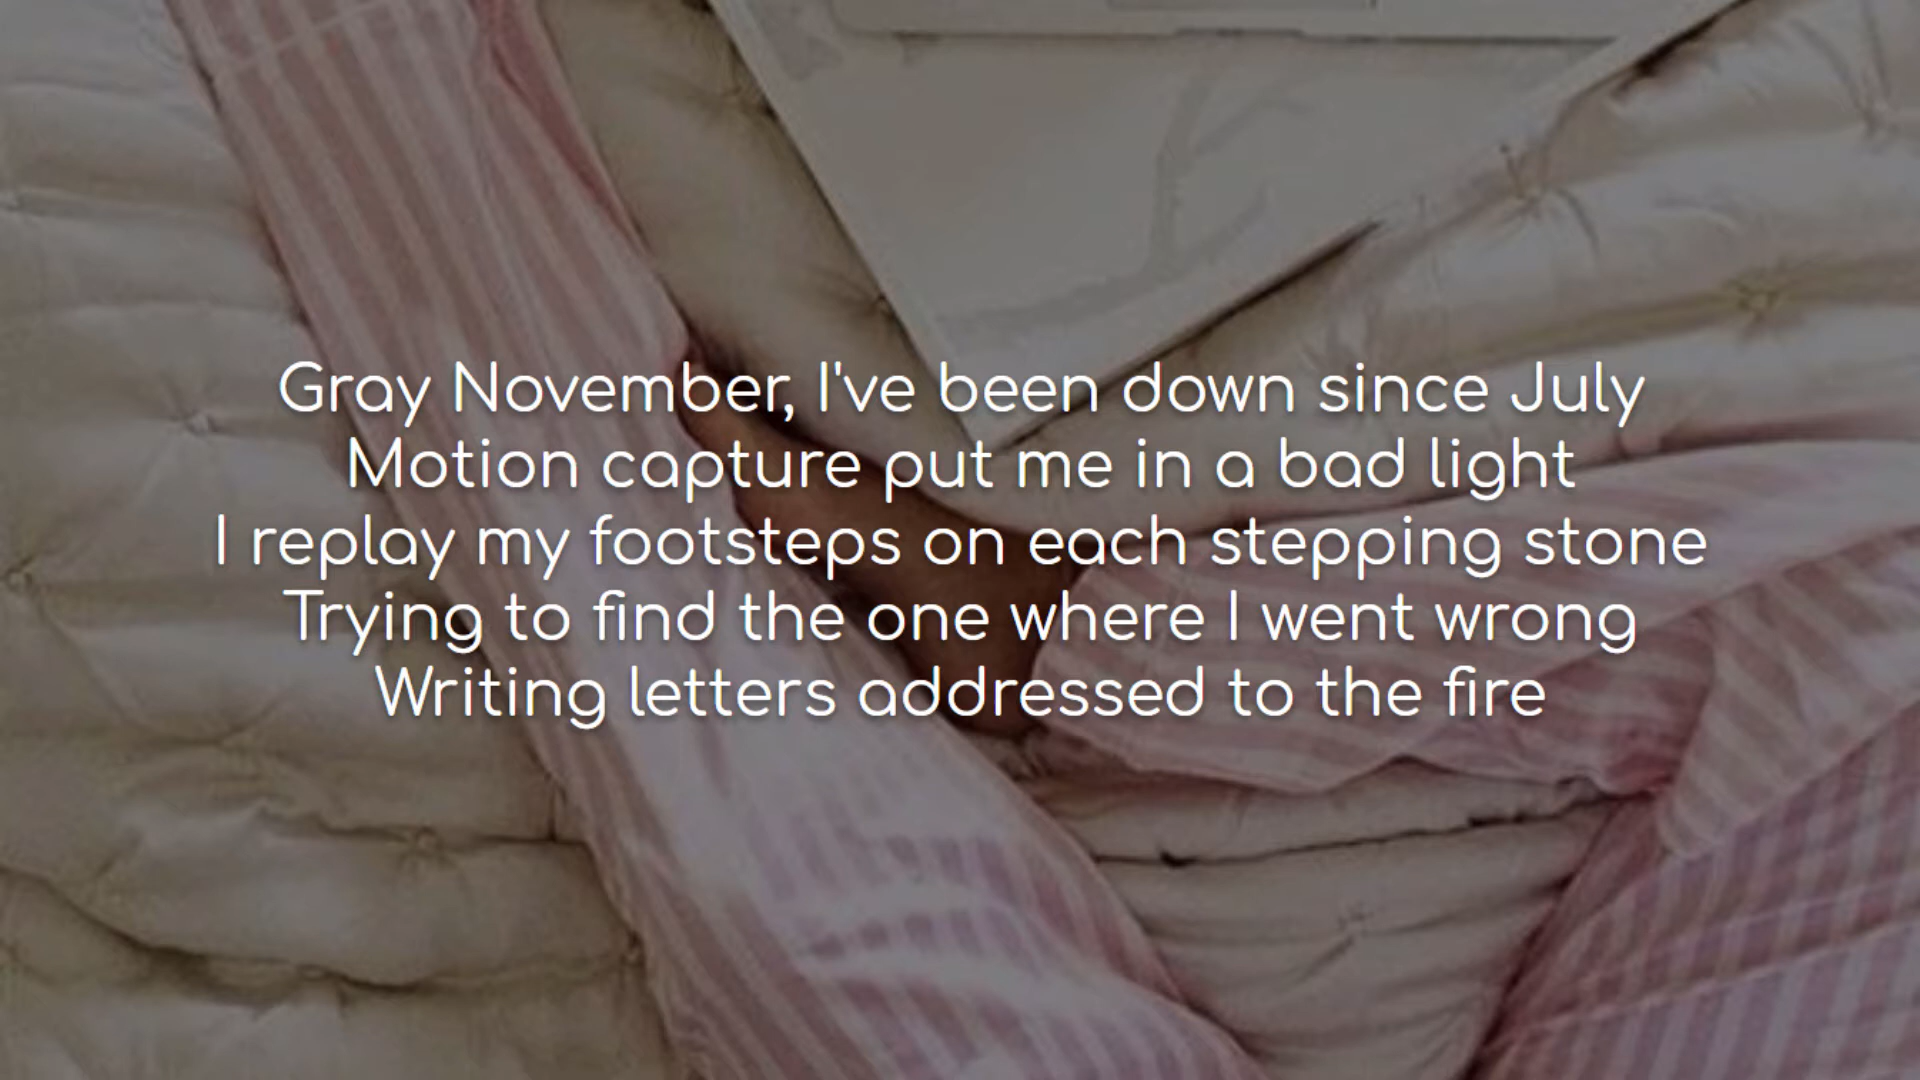 Gray November, I've been down since July
Motion capture put me in a bad light
I replay my footsteps on each stepping stone
Trying to find the one where I went wrong
Writing letters addressed to the fire